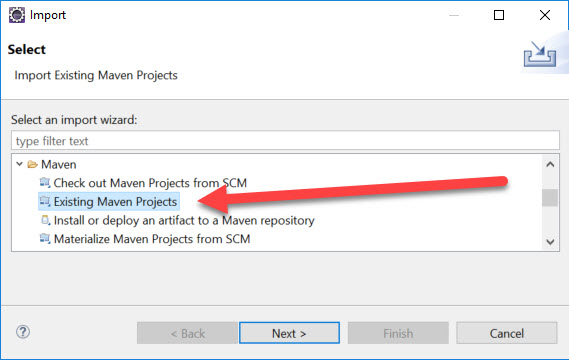 Import
Select
Import Existing Maven Projects
Select an import wizard:
type filter text
Maven
Check out Maven Projects from SCM
Existing Maven Projects
Install or deploy an artifact to a Maven repository
Materialize Maven Projects from SCM
?
< Back
Next >
Finish
Cancel